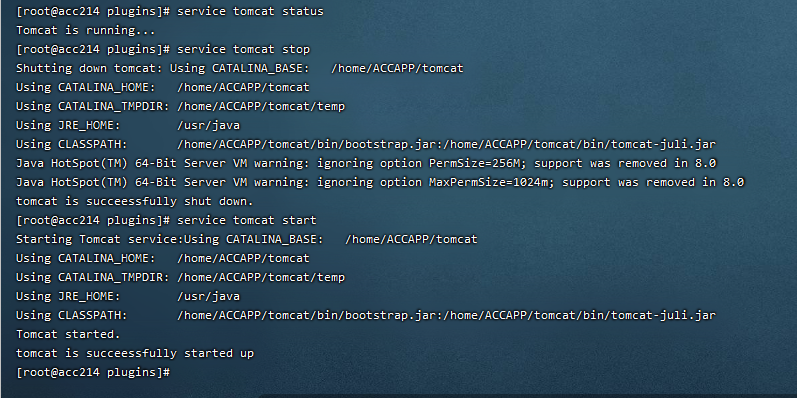 [root@acc214 plugins]# service tomcat status
Tomcat is running...
[root@acc214 plugins]# service tomcat stop
Shutting down tomcat: Using CATALINA_BASE:   /home/ACCAPP/tomcat
Using CATALINA_HOME:   /home/ACCAPP/tomcat
Using CATALINA_TMPDIR: /home/ACCAPP/tomcat/temp
Using JRE_HOME:        /usr/java
Using CLASSPATH:       /home/ACCAPP/tomcat/bin/bootstrap.jar:/home/ACCAPP/tomcat/bin/tomcat-juli.jar
Java HotSpot(TM) 64-Bit Server VM warning: ignoring option PermSize=256M; support was removed in 8.0
Java HotSpot(TM) 64-Bit Server VM warning: ignoring option MaxPermSize=1024m; support was removed in 8.0
tomcat is succeessfully shut down.
[root@acc214 plugins]# service tomcat start
Starting Tomcat service:Using CATALINA_BASE:   /home/ACCAPP/tomcat
Using CATALINA_HOME:   /home/ACCAPP/tomcat
Using CATALINA_TMPDIR: /home/ACCAPP/tomcat/temp
Using JRE_HOME:        /usr/java
Using CLASSPATH:       /home/ACCAPP/tomcat/bin/bootstrap.jar:/home/ACCAPP/tomcat/bin/tomcat-juli.jar
Tomcat started.
tomcat is succeessfully started up
[root@acc214 plugins]#